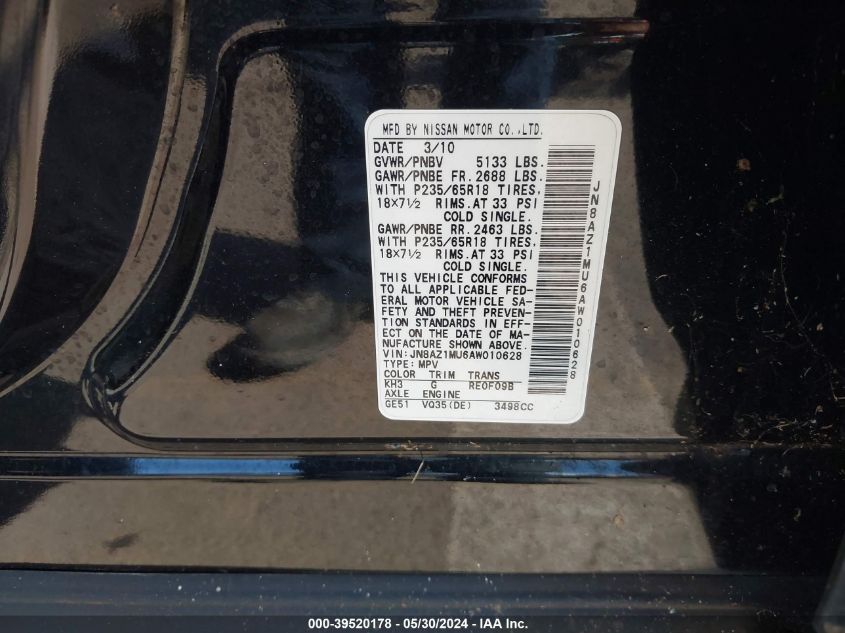 MFD BY NISSAN MOTOR CO.,LTD.
DATE 3/10
GVWR/PNBV 5133 LBS.
GAWR/PNBE FR.2688 LBS.
WITH P235/65R18 TIRES,
18×7½ RIMS.AT 33 PSI
COLD SINGLE.
GAWR/PNBE RR.2463 LBS.
WITH P235/65R18 TIRES,
18×7½ RIMS.AT 33 PSI
COLD SINGLE.
THIS VEHICLE CONFORMS
TO ALL APPLICABLE FED-
ERAL MOTOR VEHICLE SA-
FETY AND THEFT PREVEN-
TION STANDARDS IN EFF-
ECT ON THE DATE OF MA-
NUFACTURE SHOWN ABOVE.
VIN:JN8AZ1MU6AW010628
TYPE:MPV
COLOR TRIM TRANS
KH3 G RE0F09B
AXLE ENGINE
GE51 VQ35(DE) 3498CC
JN8AZ1MU6AW010628
000-39520178 - 05/30/2024 - IAA Inc.